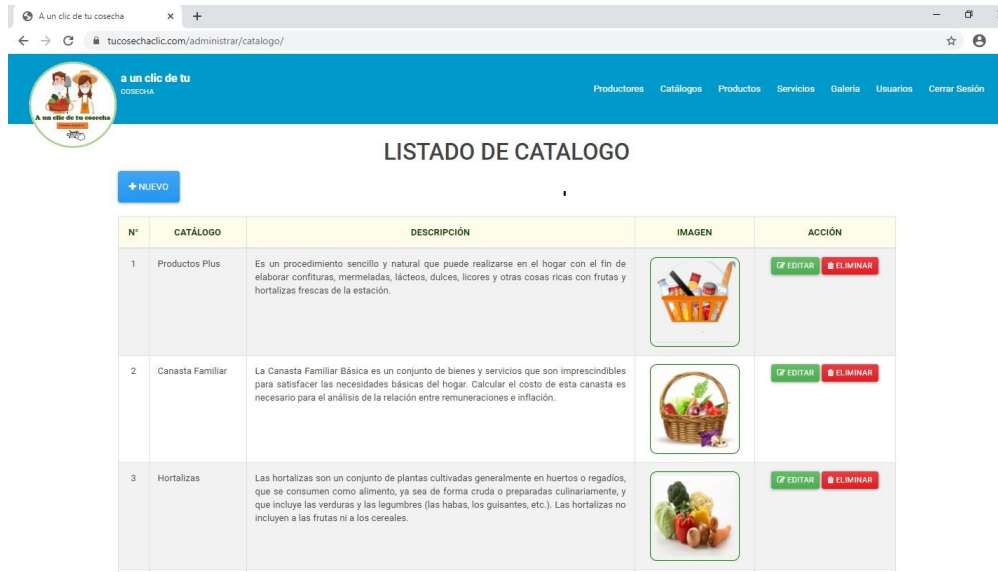 A un clic de tu cosecha
tucosechaclic.com/administrar/catalogo/
a un clic de tu
COSECHA
Productores Catálogos Productos Servicios Galeria Usuarios Cerrar Sesión
A un clic de tu cosecha
LISTADO DE CATALOGO
NUEVO
N° CATÁLOGO DESCRIPCIÓN IMAGEN ACCIÓN
1 Productos Plus
Es un procedimiento sencillo y natural que puede realizarse en el hogar con el fin de
elaborar confituras, mermeladas, lácteos, dulces, licores y otras cosas ricas con frutas y
hortalizas frescas de la estación.
EDITAR ELIMINAR
2 Canasta Familiar
La Canasta Familiar Básica es un conjunto de bienes y servicios que son imprescindibles
para satisfacer las necesidades básicas del hogar. Calcular el costo de esta canasta es
necesario para el análisis de la relación entre remuneraciones e inflación.
EDITAR ELIMINAR
3 Hortalizas
Las hortalizas son un conjunto de plantas cultivadas generalmente en huertos o regadíos,
que se consumen como alimento, ya sea de forma cruda o preparadas culinariamente, y
que incluye las verduras y las legumbres (las habas, los guisantes, etc.). Las hortalizas no
incluyen a las frutas ni a los cereales.
EDITAR ELIMINAR